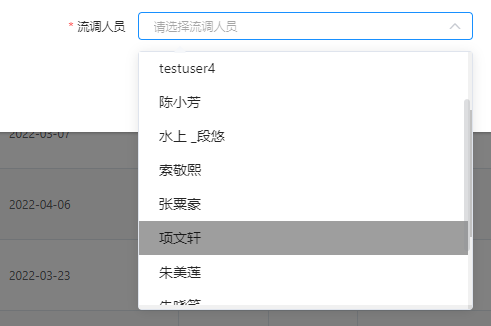 * 流调人员
请选择流调人员
testuser4
陈小芳
水上 _段悠
索敬熙
张粟豪
项文轩
朱美莲
2022-03-07
2022-04-06
2022-03-23